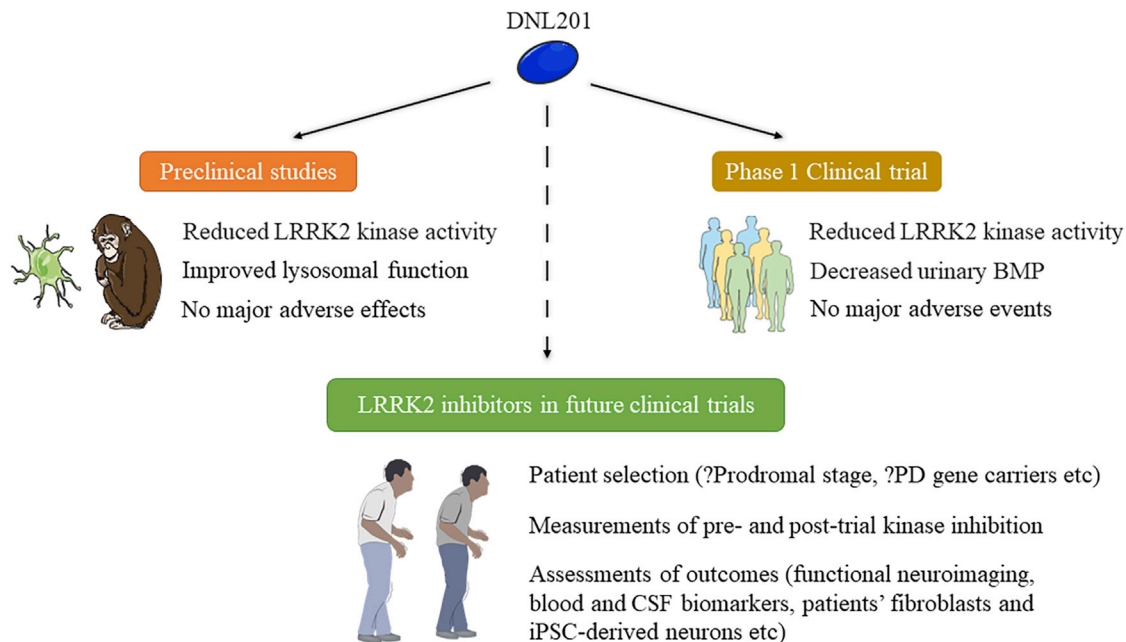 DNL201
Preclinical studies
Reduced LRRK2 kinase activity
Improved lysosomal function
No major adverse effects
Phase 1 Clinical trial
Reduced LRRK2 kinase activity
Decreased urinary BMP
No major adverse events
LRRK2 inhibitors in future clinical trials
Patient selection (?Prodromal stage, ?PD gene carriers etc)
Measurements of pre- and post-trial kinase inhibition
Assessments of outcomes (functional neuroimaging,
blood and CSF biomarkers, patients’ fibroblasts and
iPSC-derived neurons etc)